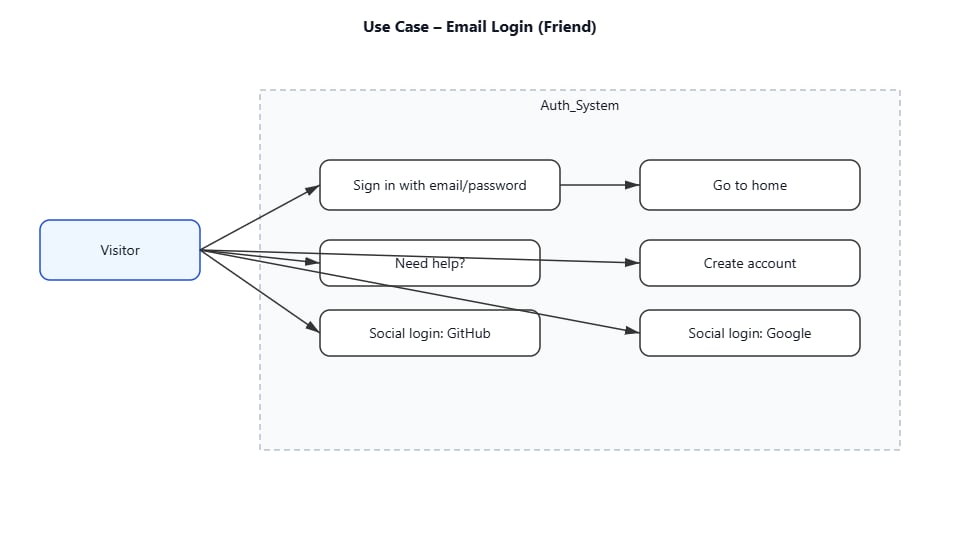 Use Case – Email Login (Friend)
Auth_System
Sign in with email/password
Go to home
Visitor
Need help?
Create account
Social login: GitHub
Social login: Google